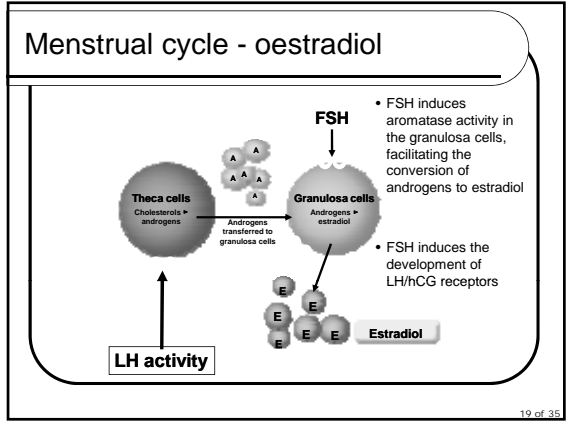 Menstrual cycle - oestradiol
FSH
• FSH induces
aromatase activity in
the granulosa cells,
facilitating the
conversion of
androgens to estradiol
A
A
A
A
A
A
A
Theca cells
Cholesterols ►
androgens
Androgens
transferred to
granulosa cells
Granulosa cells
Androgens ►
estradiol
• FSH induces the
development of
LH/hCG receptors
E
E
E
E
E
E
Estradiol
LH activity
19 of 35